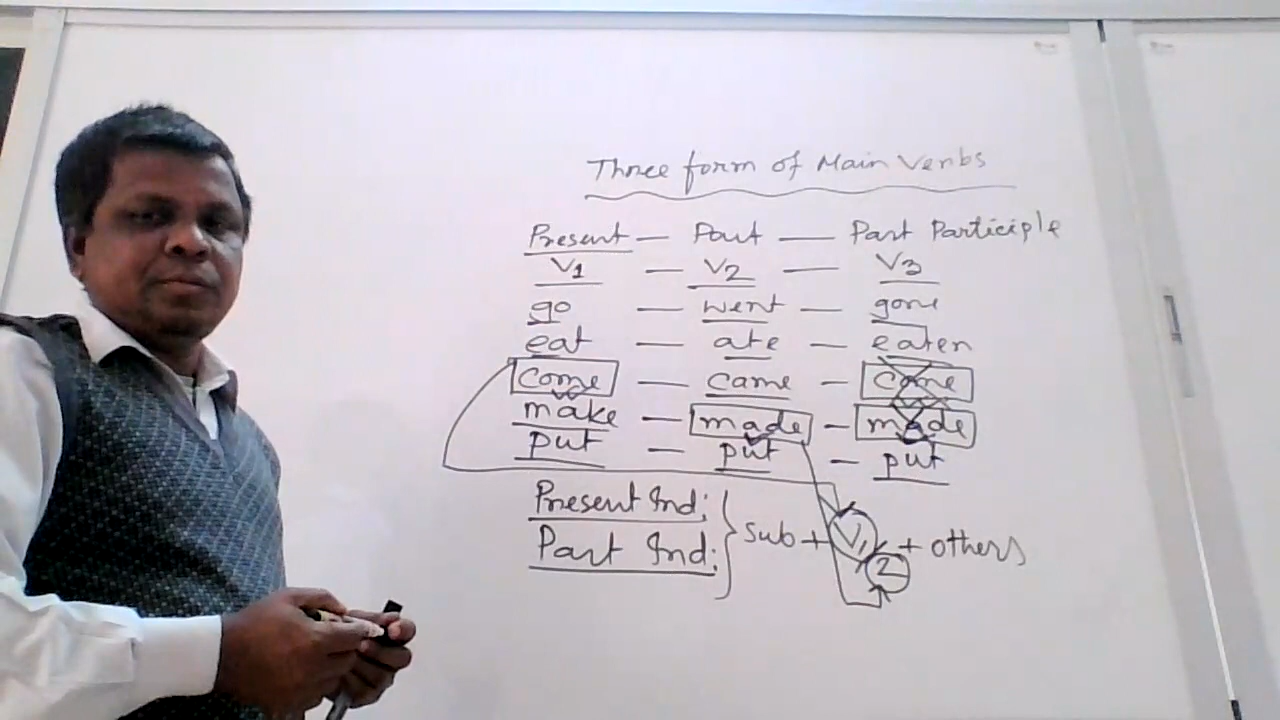 Three form of Main Verbs
Present — Past — Past Participle
V1 — V2 — V3
go — went — gone
eat — ate — eaten
come — came — come
make — made — made
put — put — put
Present Ind:
Past Ind: } Sub + V1/2 + others